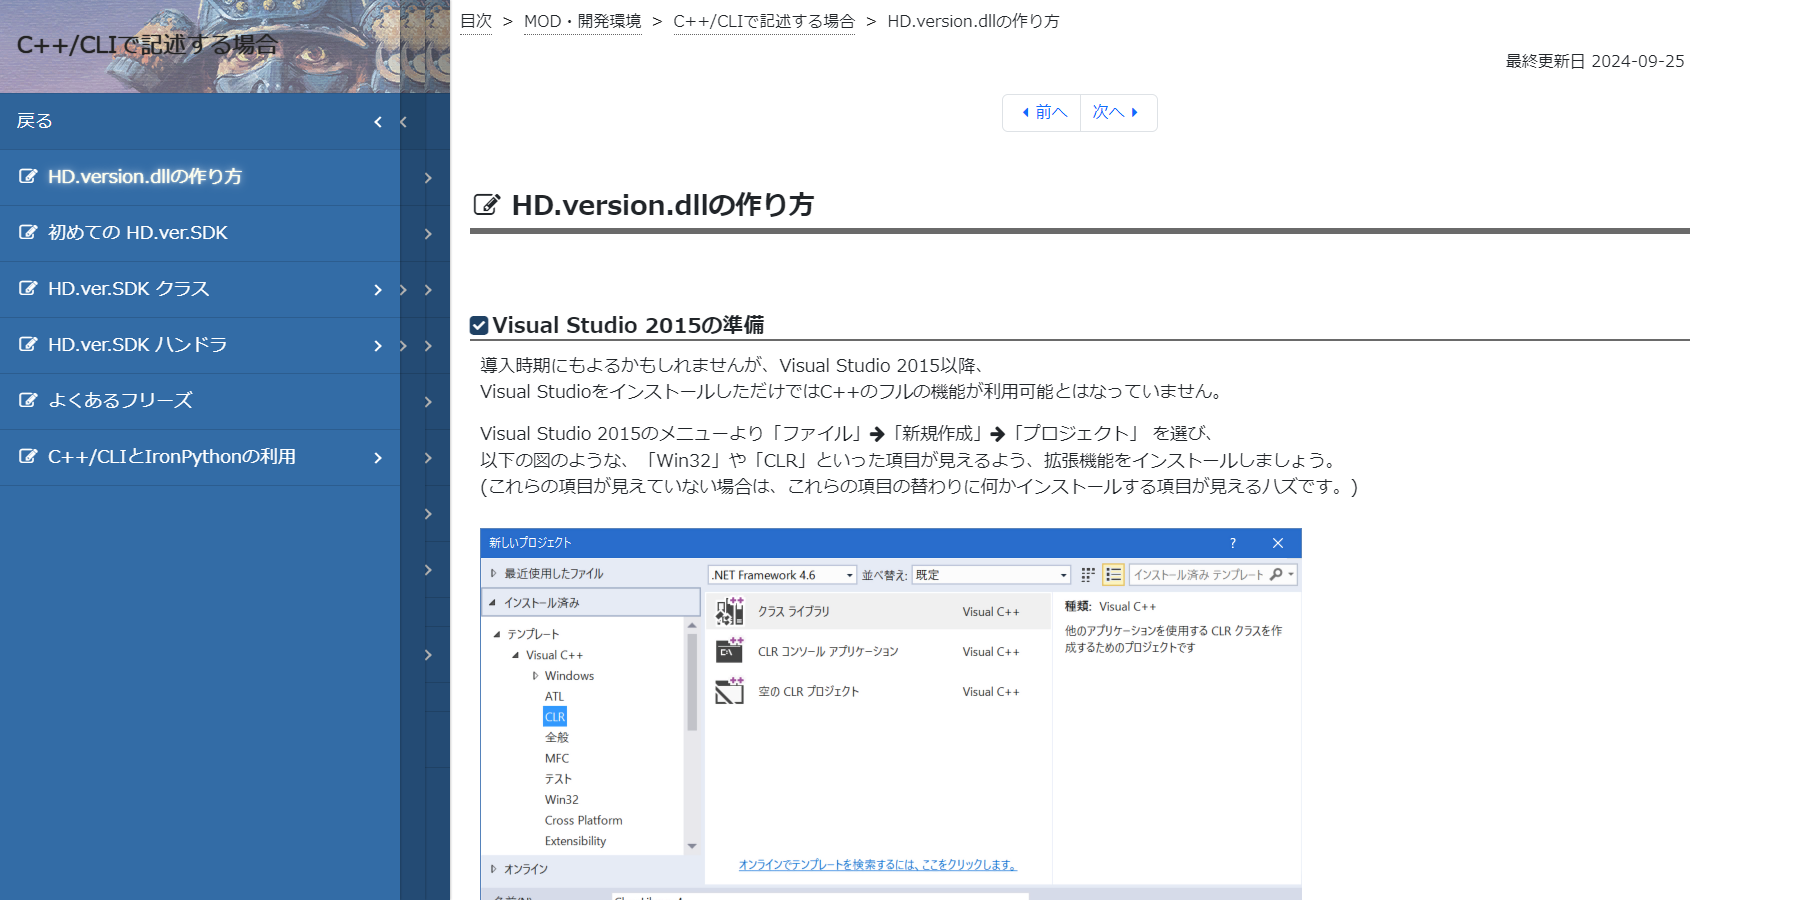 C++/CLIで記述する場合
戻る
HD.version.dllの作り方
初めての HD.ver.SDK
HD.ver.SDK クラス
HD.ver.SDK ハンドラ
よくあるフリーズ
C++/CLIとIronPythonの利用
目次 > MOD・開発環境 > C++/CLIで記述する場合 > HD.version.dllの作り方
最終更新日 2024-09-25
前へ 次へ
HD.version.dllの作り方
Visual Studio 2015の準備
導入時期にもよるかもしれませんが、Visual Studio 2015以降、
Visual StudioをインストールしただけではC++のフルの機能が利用可能とはなっていません。
Visual Studio 2015のメニューより「ファイル」➔「新規作成」➔「プロジェクト」 を選び、
以下の図のような、「Win32」や「CLR」といった項目が見えるよう、拡張機能をインストールしましょう。
(これらの項目が見えていない場合は、これらの項目の替わりに何かインストールする項目が見えるハズです。)
新しいプロジェクト ?
最近使用したファイル
.NET Framework 4.6 並べ替え: 既定 インストール済み テンプレート
インストール済み
テンプレート
Visual C++
Windows
ATL
CLR
全般
MFC
テスト
Win32
Cross Platform
Extensibility
オンライン
クラス ライブラリ Visual C++
CLR コンソール アプリケーション Visual C++
空の CLR プロジェクト Visual C++
オンラインでテンプレートを検索するには、ここをクリックします。
種類: Visual C++
他のアプリケーションを使用する CLR クラスを作
成するためのプロジェクトです